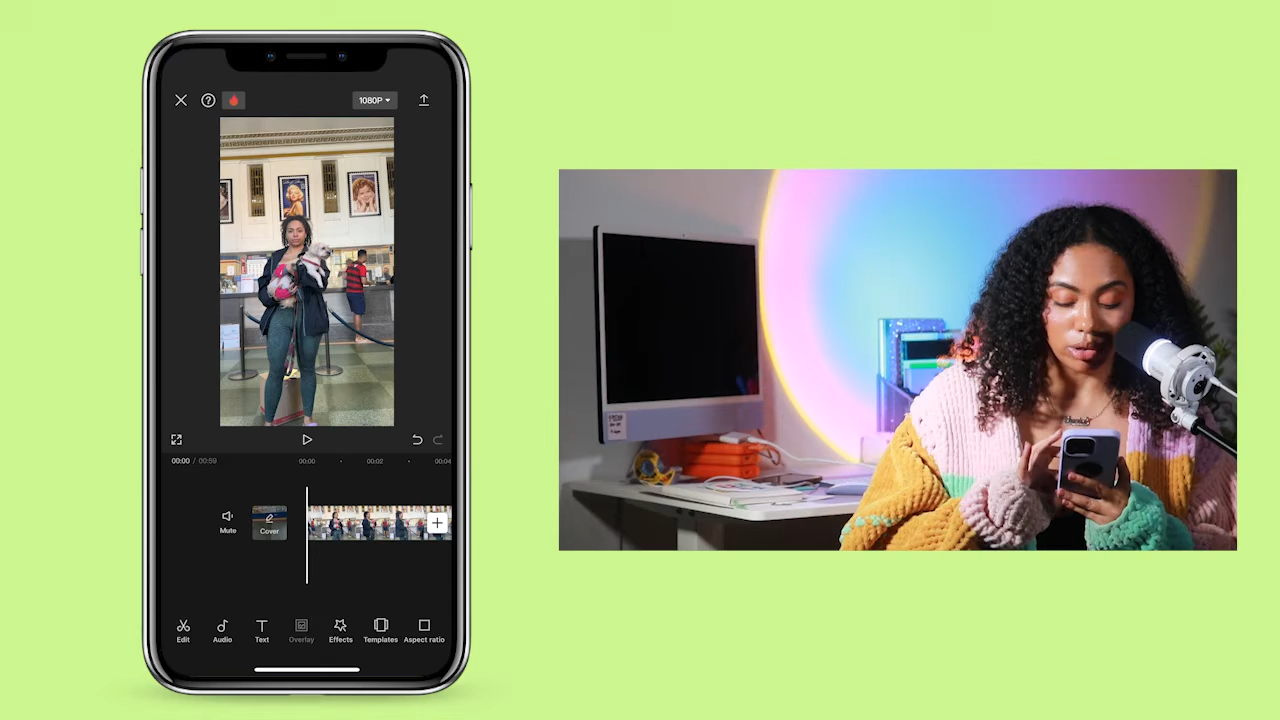 1080P
00:00 / 00:59
00:00
00:02
00:04
Mute
Cover
Edit
Audio
Text
Overlay
Effects
Templates
Aspect ratio